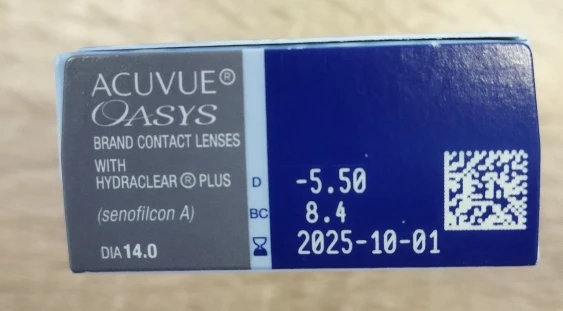 ACUVUE®
OASYS
BRAND CONTACT LENSES
WITH
HYDRACLEAR ® PLUS
(senofilcon A)
DIA 14.0
D -5.50
BC 8.4
2025-10-01